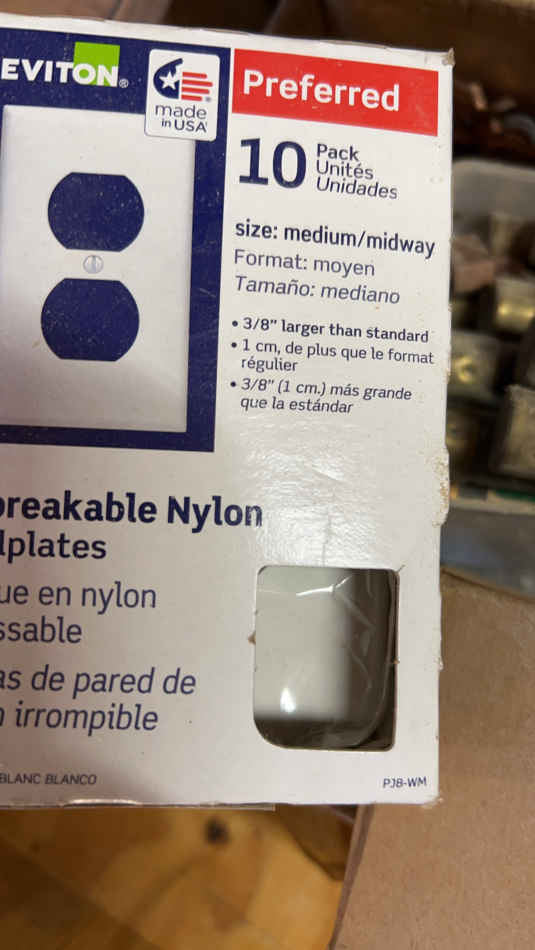 EVITON®
made
in USA
Preferred
10 Pack
Unités
Unidades
size: medium/midway
Format: moyen
Tamaño: mediano
• 3/8" larger than standard
• 1 cm, de plus que le format
régulier
• 3/8" (1 cm.) más grande
que la estándar
breakable Nylon
lplates
ue en nylon
ssable
as de pared de
n irrompible
BLANC BLANCO
PJ8-WM